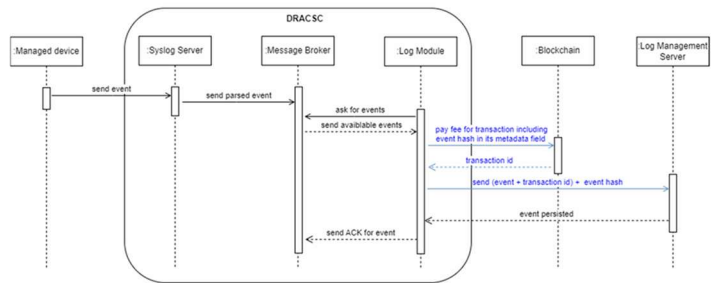 DRACSC
:Managed device
:Syslog Server
:Message Broker
:Log Module
:Blockchain
:Log Management
Server
send event
send parsed event
ask for events
send avaiblable events
pay fee for transaction including
event hash in its metadata field
transaction id
send (event + transaction id) + event hash
event persisted
send ACK for event